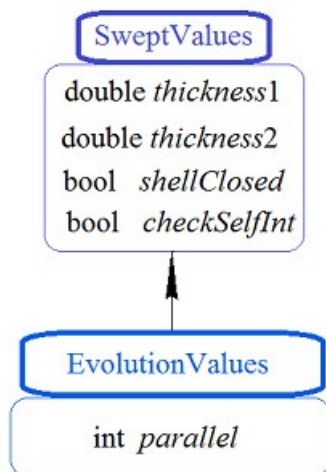 SweptValues
double thickness1
double thickness2
bool shellClosed
bool checkSelfInt
EvolutionValues
int parallel